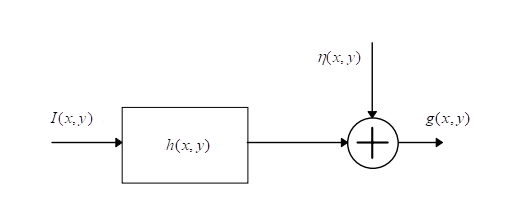 η(x, y)
I(x, y)
g(x, y)
h(x, y)